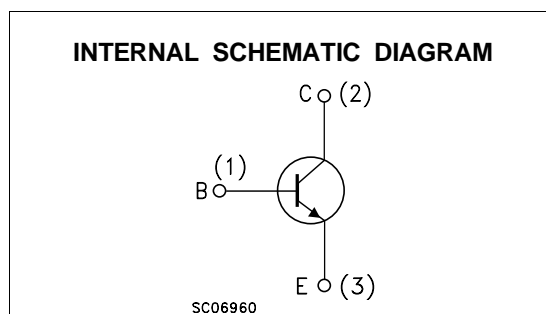 INTERNAL SCHEMATIC DIAGRAM
C (2)
(1)
B
E (3)
SC06960